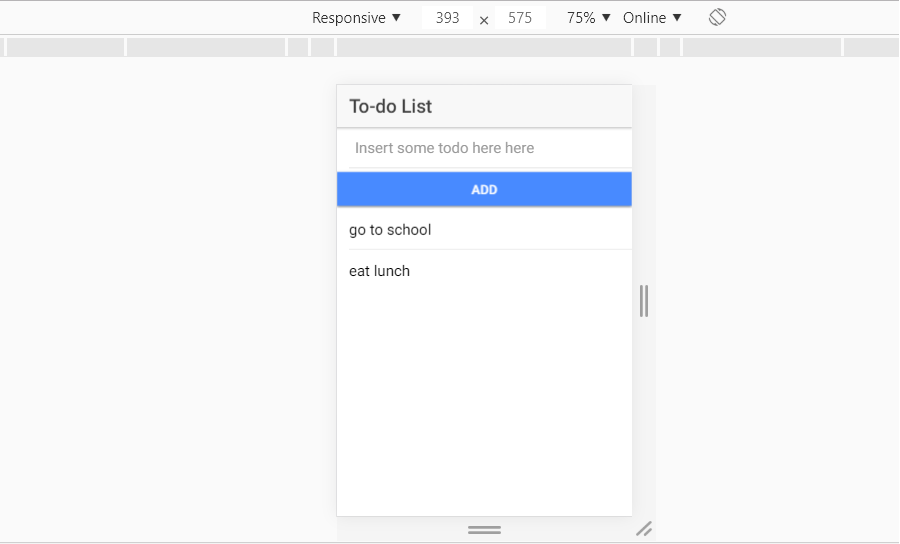 Responsive ▼ 393 × 575 75% ▼ Online ▼
To-do List
Insert some todo here here
ADD
go to school
eat lunch